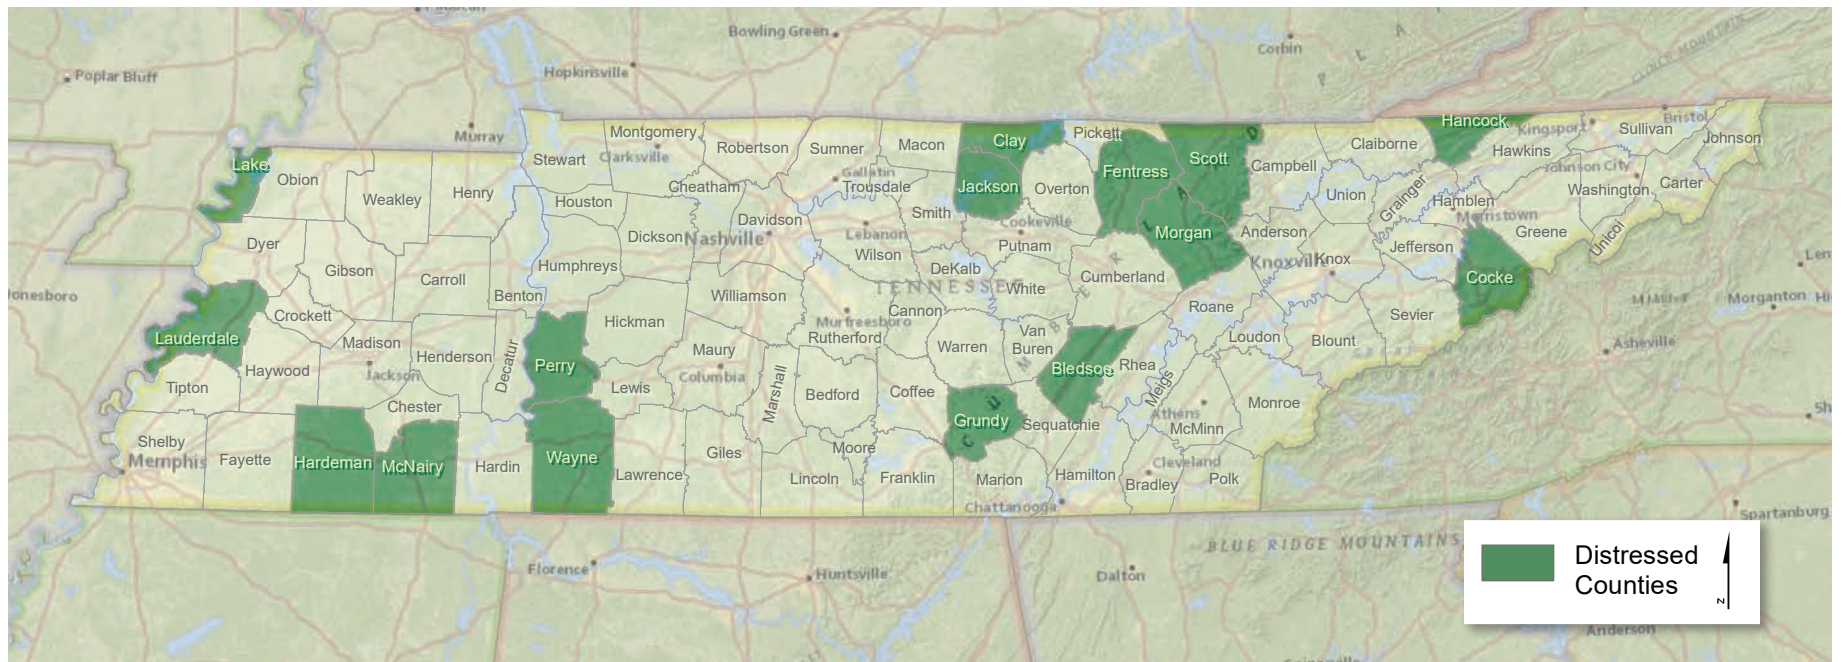 Bowling Green
Corbin
Poplar Bluff
Hopkinsville
P L A
Murray
Montgomery
Clarksville
Stewart
Robertson
Sumner
Macon
Clay
Pickett
Scott
Campbell
Claiborne
Hancock
Kingsport
Hawkins
Sullivan
Bristol
Johnson
Johnson City
Lake
Obion
Weakley
Henry
Houston
Cheatham
Gallatin
Trousdale
Jackson
Overton
Fentress
Union
Grainger
Hamblen
Morristown
Washington
Carter
Unicoi
Greene
Dyer
Gibson
Carroll
Benton
Humphreys
Dickson
Nashville
Davidson
Lebanon
Wilson
Smith
Cookeville
Putnam
DeKalb
Morgan
Anderson
Knoxville
Knox
Jefferson
Cocke
Sevier
TENNESSEE
White
Cumberland
Roane
Loudon
Blount
Lauderdale
Crockett
Madison
Jackson
Henderson
Decatur
Perry
Hickman
Williamson
Murfreesboro
Rutherford
Cannon
Warren
Van
Buren
Bledsoe
Rhea
Meigs
Athens
McMinn
Monroe
Tipton
Haywood
Chester
Lewis
Maury
Columbia
Marshall
Bedford
Coffee
Grundy
Sequatchie
C U M B E R L A N D
Shelby
Memphis
Fayette
Hardeman
McNairy
Hardin
Wayne
Lawrence
Giles
Lincoln
Moore
Franklin
Marion
Hamilton
Bradley
Cleveland
Polk
Chattanooga
Jonesboro
Morganton
Asheville
Spartanburg
BLUE RIDGE MOUNTAINS
Florence
Huntsville
Dalton
Anderson
Distressed
Counties
z